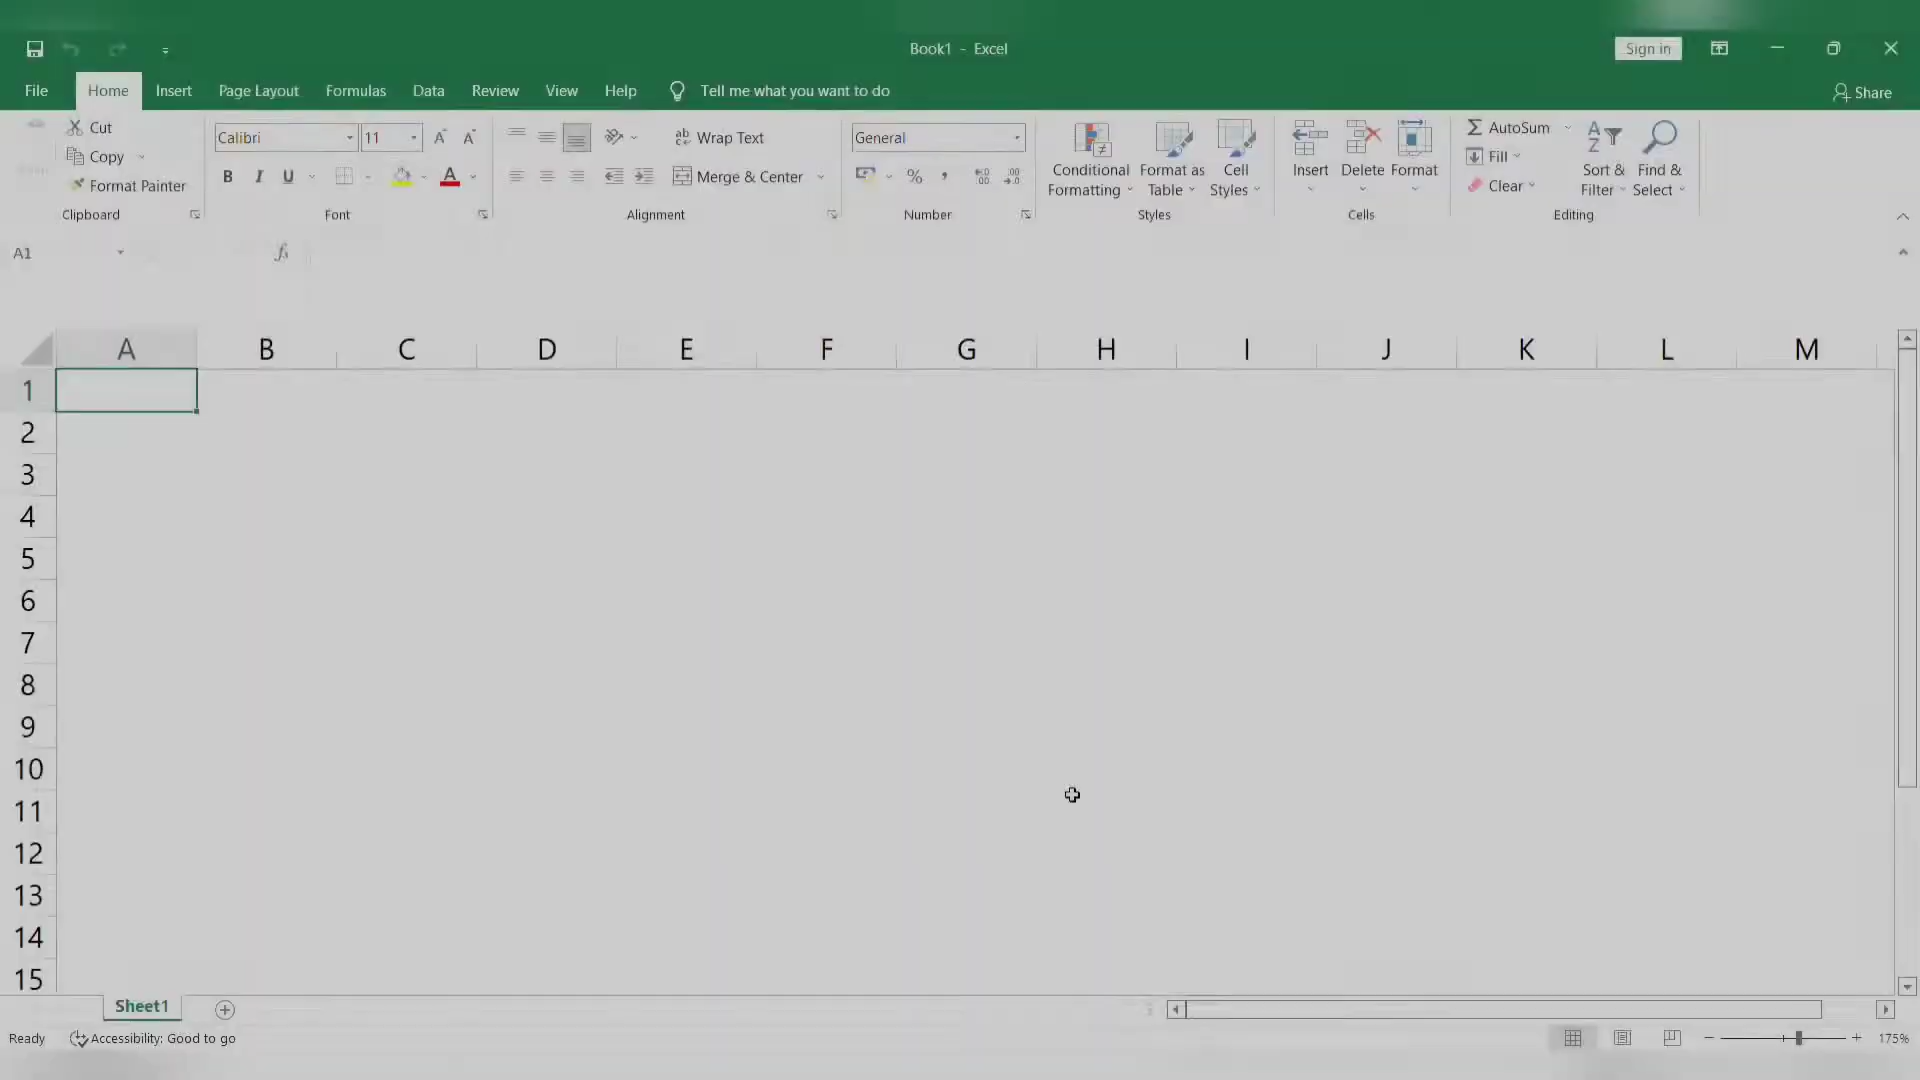 Book1 - Excel
Sign in
File Home Insert Page Layout Formulas Data Review View Help Tell me what you want to do Share
Cut
Copy
Format Painter
Clipboard
Calibri 11
B I U A
Font
ab Wrap Text
Merge & Center
Alignment
General
% ,
Number
Conditional Formatting
Format as Table
Cell Styles
Styles
Insert Delete Format
Cells
AutoSum
Fill
Clear
Sort & Filter
Find & Select
Editing
A1 fx
A B C D E F G H I J K L M
1
2
3
4
5
6
7
8
9
10
11
12
13
14
15
Sheet1
Ready Accessibility: Good to go 175%